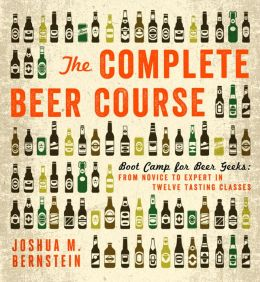 The COMPLETE
BEER COURSE
Boot Camp for Beer Geeks:
FROM NOVICE TO EXPERT IN
TWELVE TASTING CLASSES
JOSHUA M.
BERNSTEIN